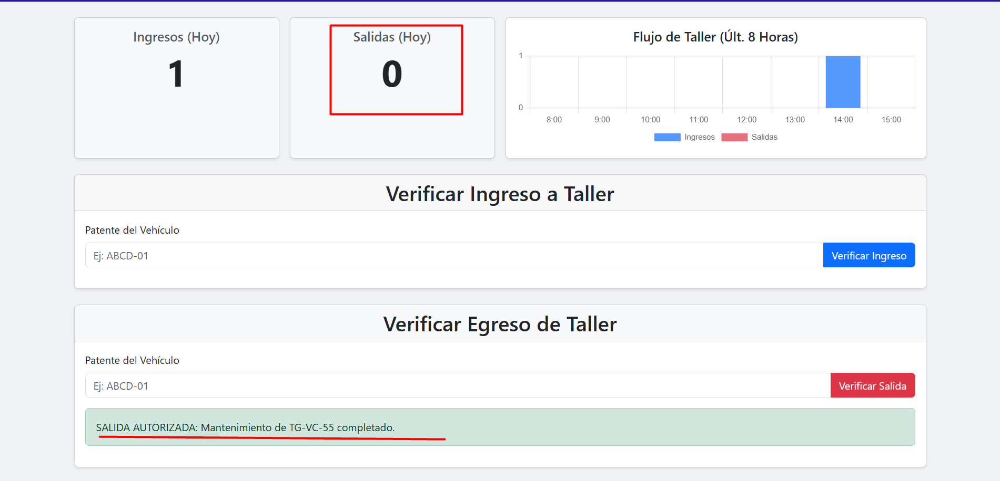 Ingresos (Hoy)
1
Salidas (Hoy)
0
Flujo de Taller (Últ. 8 Horas)
1
0
8:00 9:00 10:00 11:00 12:00 13:00 14:00 15:00
Ingresos Salidas
Verificar Ingreso a Taller
Patente del Vehículo
Ej: ABCD-01
Verificar Ingreso
Verificar Egreso de Taller
Patente del Vehículo
Ej: ABCD-01
Verificar Salida
SALIDA AUTORIZADA: Mantenimiento de TG-VC-55 completado.